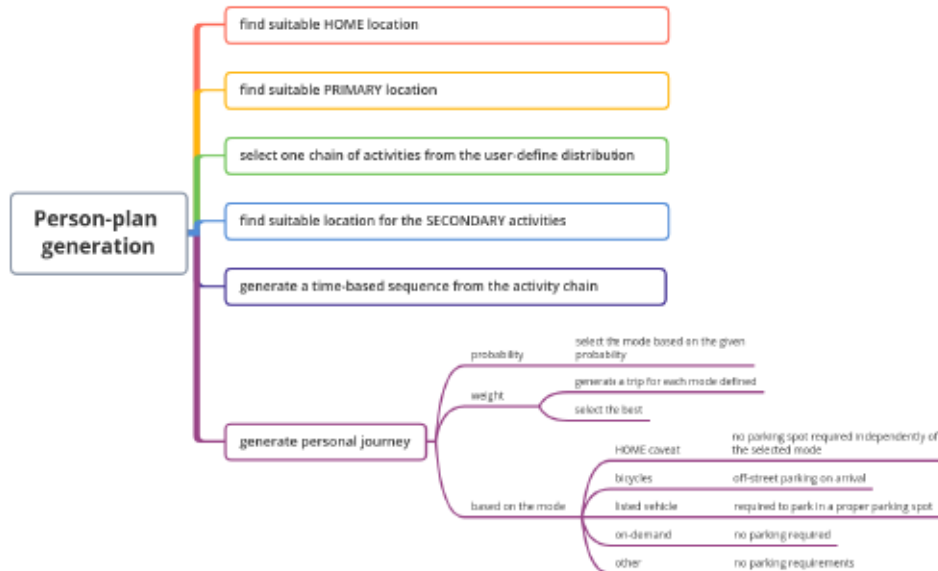 find suitable HOME location
find suitable PRIMARY location
select one chain of activities from the user-define distribution
find suitable location for the SECONDARY activities
Person-plan
generation
generate a time-based sequence from the activity chain
generate personal journey
probability
select the mode based on the given
probability
weight
generate a trip for each mode defined
select the best
based on the mode
HOME caveat
no parking spot required independently of
the selected mode
bicycles
off-street parking on arrival
listed vehicle
required to park in a proper parking spot
on-demand
no parking required
other
no parking requirements